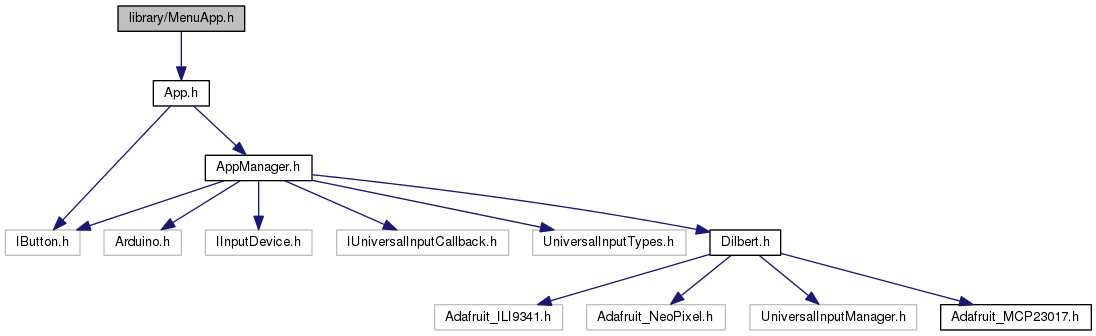 library/MenuApp.h
App.h
AppManager.h
IButton.h
Arduino.h
IInputDevice.h
IUniversalInputCallback.h
UniversalInputTypes.h
Dilbert.h
Adafruit_ILI9341.h
Adafruit_NeoPixel.h
UniversalInputManager.h
Adafruit_MCP23017.h